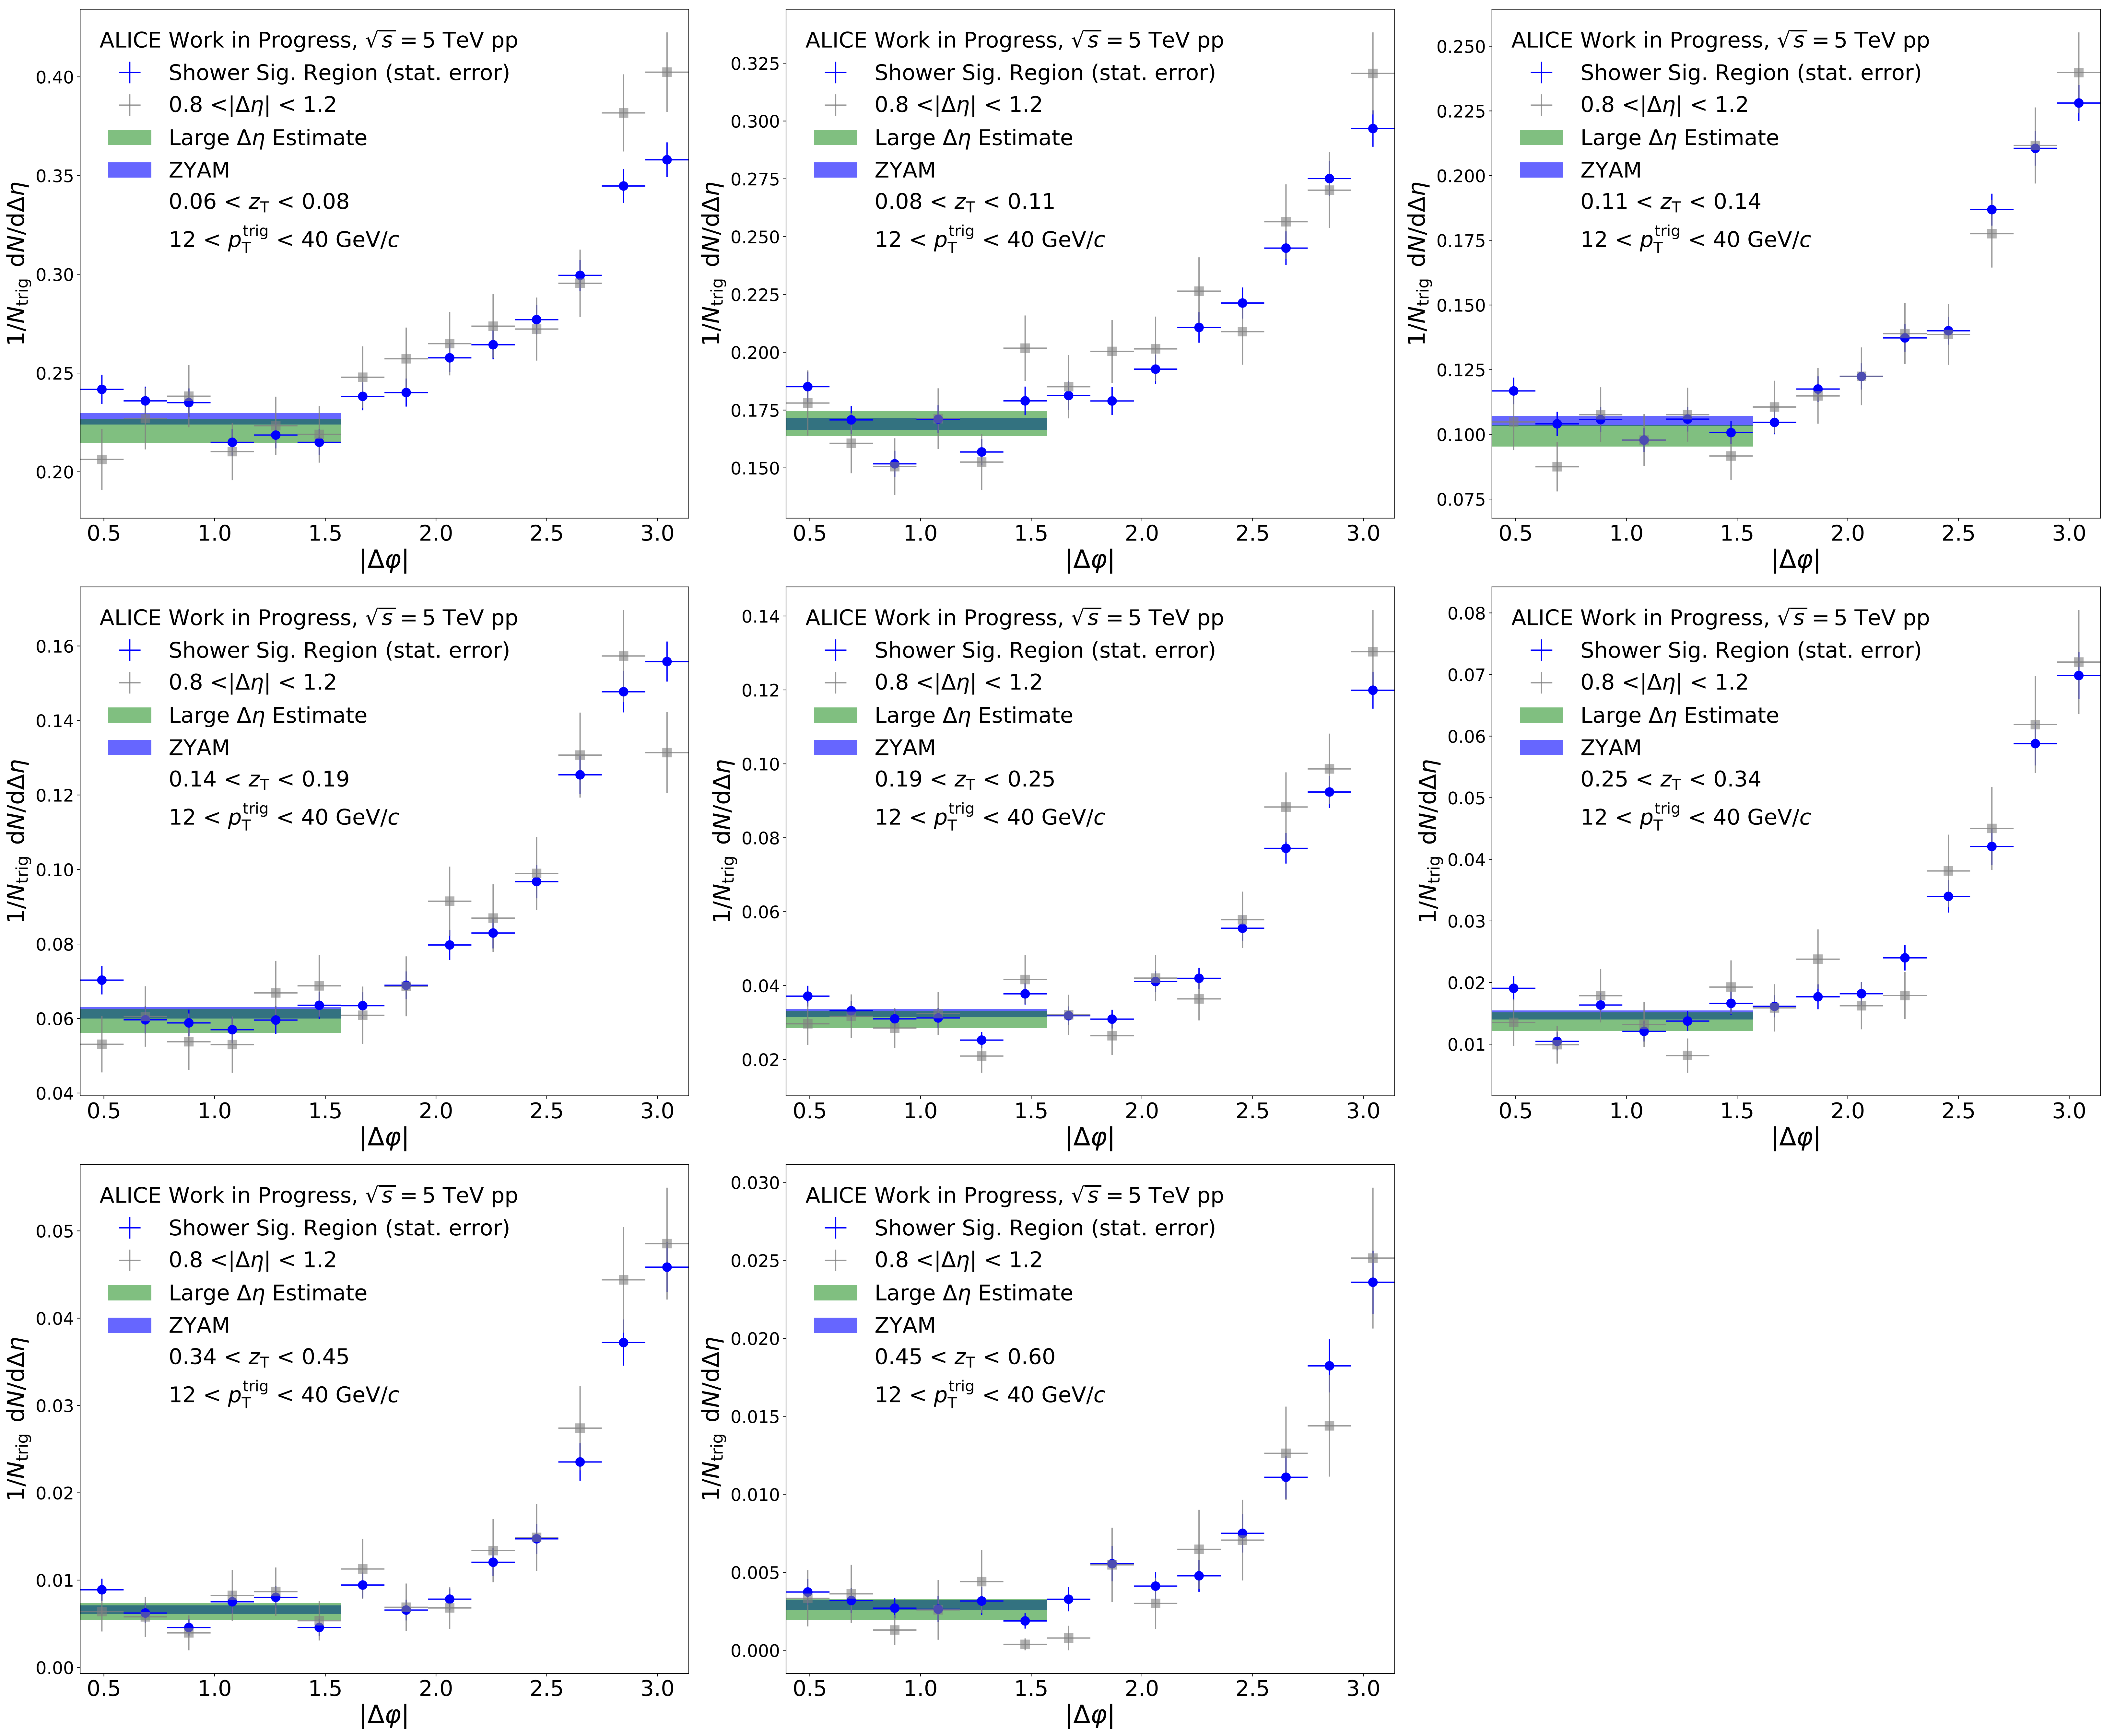 ALICE Work in Progress, √s = 5 TeV pp
Shower Sig. Region (stat. error)
0.8 <|Δη| < 1.2
Large Δη Estimate
ZYAM
0.06 < z_T < 0.08
12 < p_T^trig < 40 GeV/c
1/N_trig dN/dΔη
0.40
0.35
0.30
0.25
0.20
0.5 1.0 1.5 2.0 2.5 3.0
|Δφ|
ALICE Work in Progress, √s = 5 TeV pp
Shower Sig. Region (stat. error)
0.8 <|Δη| < 1.2
Large Δη Estimate
ZYAM
0.08 < z_T < 0.11
12 < p_T^trig < 40 GeV/c
1/N_trig dN/dΔη
0.325
0.300
0.275
0.250
0.225
0.200
0.175
0.150
0.5 1.0 1.5 2.0 2.5 3.0
|Δφ|
ALICE Work in Progress, √s = 5 TeV pp
Shower Sig. Region (stat. error)
0.8 <|Δη| < 1.2
Large Δη Estimate
ZYAM
0.11 < z_T < 0.14
12 < p_T^trig < 40 GeV/c
1/N_trig dN/dΔη
0.250
0.225
0.200
0.175
0.150
0.125
0.100
0.075
0.5 1.0 1.5 2.0 2.5 3.0
|Δφ|
ALICE Work in Progress, √s = 5 TeV pp
Shower Sig. Region (stat. error)
0.8 <|Δη| < 1.2
Large Δη Estimate
ZYAM
0.14 < z_T < 0.19
12 < p_T^trig < 40 GeV/c
1/N_trig dN/dΔη
0.16
0.14
0.12
0.10
0.08
0.06
0.04
0.5 1.0 1.5 2.0 2.5 3.0
|Δφ|
ALICE Work in Progress, √s = 5 TeV pp
Shower Sig. Region (stat. error)
0.8 <|Δη| < 1.2
Large Δη Estimate
ZYAM
0.19 < z_T < 0.25
12 < p_T^trig < 40 GeV/c
1/N_trig dN/dΔη
0.14
0.12
0.10
0.08
0.06
0.04
0.02
0.5 1.0 1.5 2.0 2.5 3.0
|Δφ|
ALICE Work in Progress, √s = 5 TeV pp
Shower Sig. Region (stat. error)
0.8 <|Δη| < 1.2
Large Δη Estimate
ZYAM
0.25 < z_T < 0.34
12 < p_T^trig < 40 GeV/c
1/N_trig dN/dΔη
0.08
0.07
0.06
0.05
0.04
0.03
0.02
0.01
0.5 1.0 1.5 2.0 2.5 3.0
|Δφ|
ALICE Work in Progress, √s = 5 TeV pp
Shower Sig. Region (stat. error)
0.8 <|Δη| < 1.2
Large Δη Estimate
ZYAM
0.34 < z_T < 0.45
12 < p_T^trig < 40 GeV/c
1/N_trig dN/dΔη
0.05
0.04
0.03
0.02
0.01
0.00
0.5 1.0 1.5 2.0 2.5 3.0
|Δφ|
ALICE Work in Progress, √s = 5 TeV pp
Shower Sig. Region (stat. error)
0.8 <|Δη| < 1.2
Large Δη Estimate
ZYAM
0.45 < z_T < 0.60
12 < p_T^trig < 40 GeV/c
1/N_trig dN/dΔη
0.030
0.025
0.020
0.015
0.010
0.005
0.000
0.5 1.0 1.5 2.0 2.5 3.0
|Δφ|